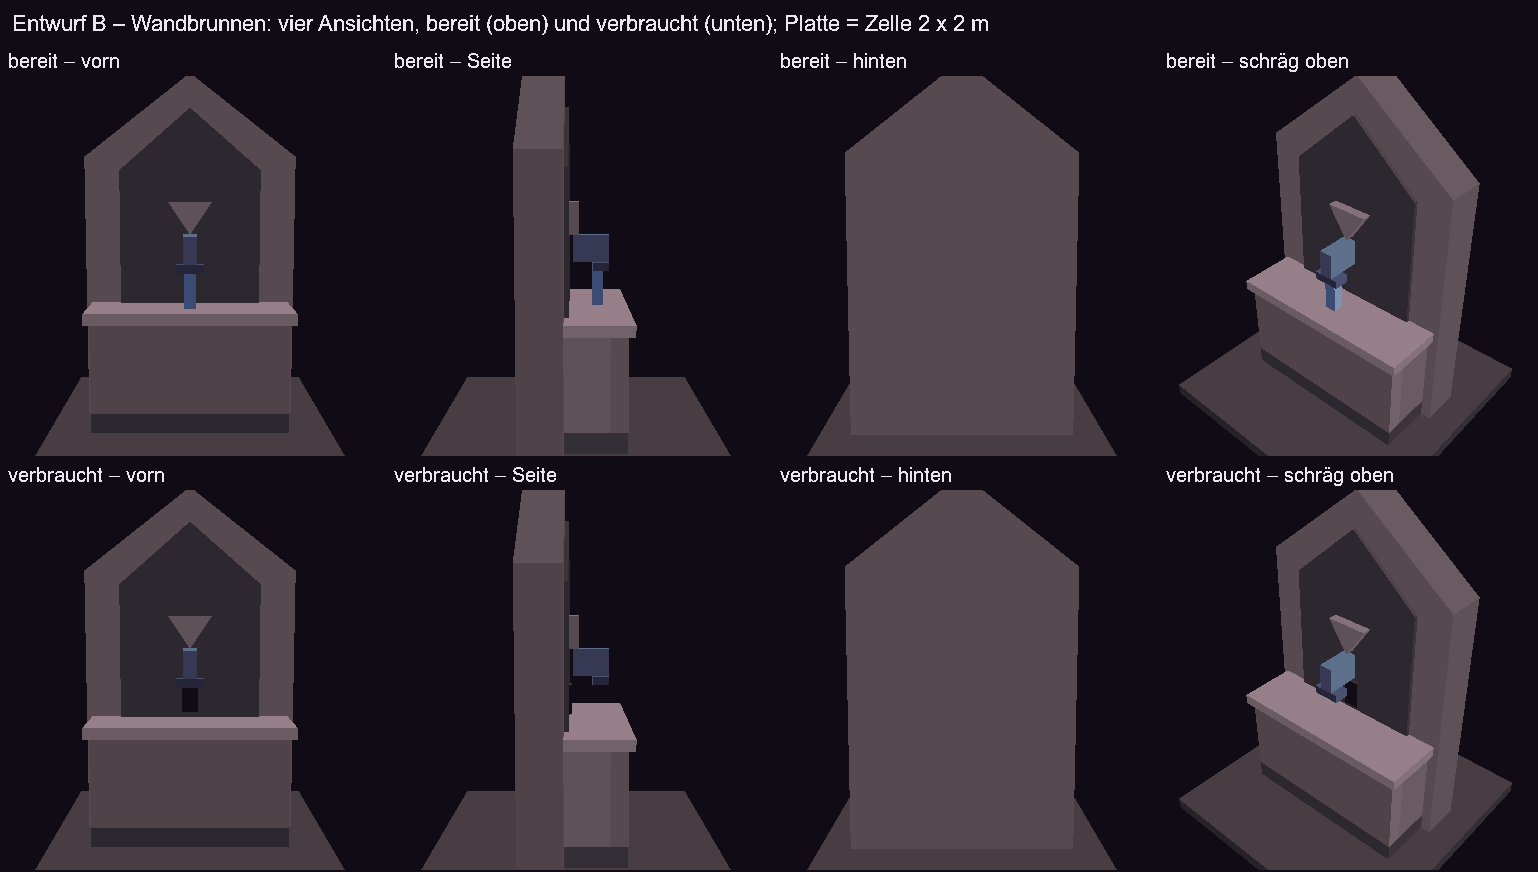 Entwurf B – Wandbrunnen: vier Ansichten, bereit (oben) und verbraucht (unten); Platte = Zelle 2 x 2 m
bereit – vorn
bereit – Seite
bereit – hinten
bereit – schräg oben
verbraucht – vorn
verbraucht – Seite
verbraucht – hinten
verbraucht – schräg oben